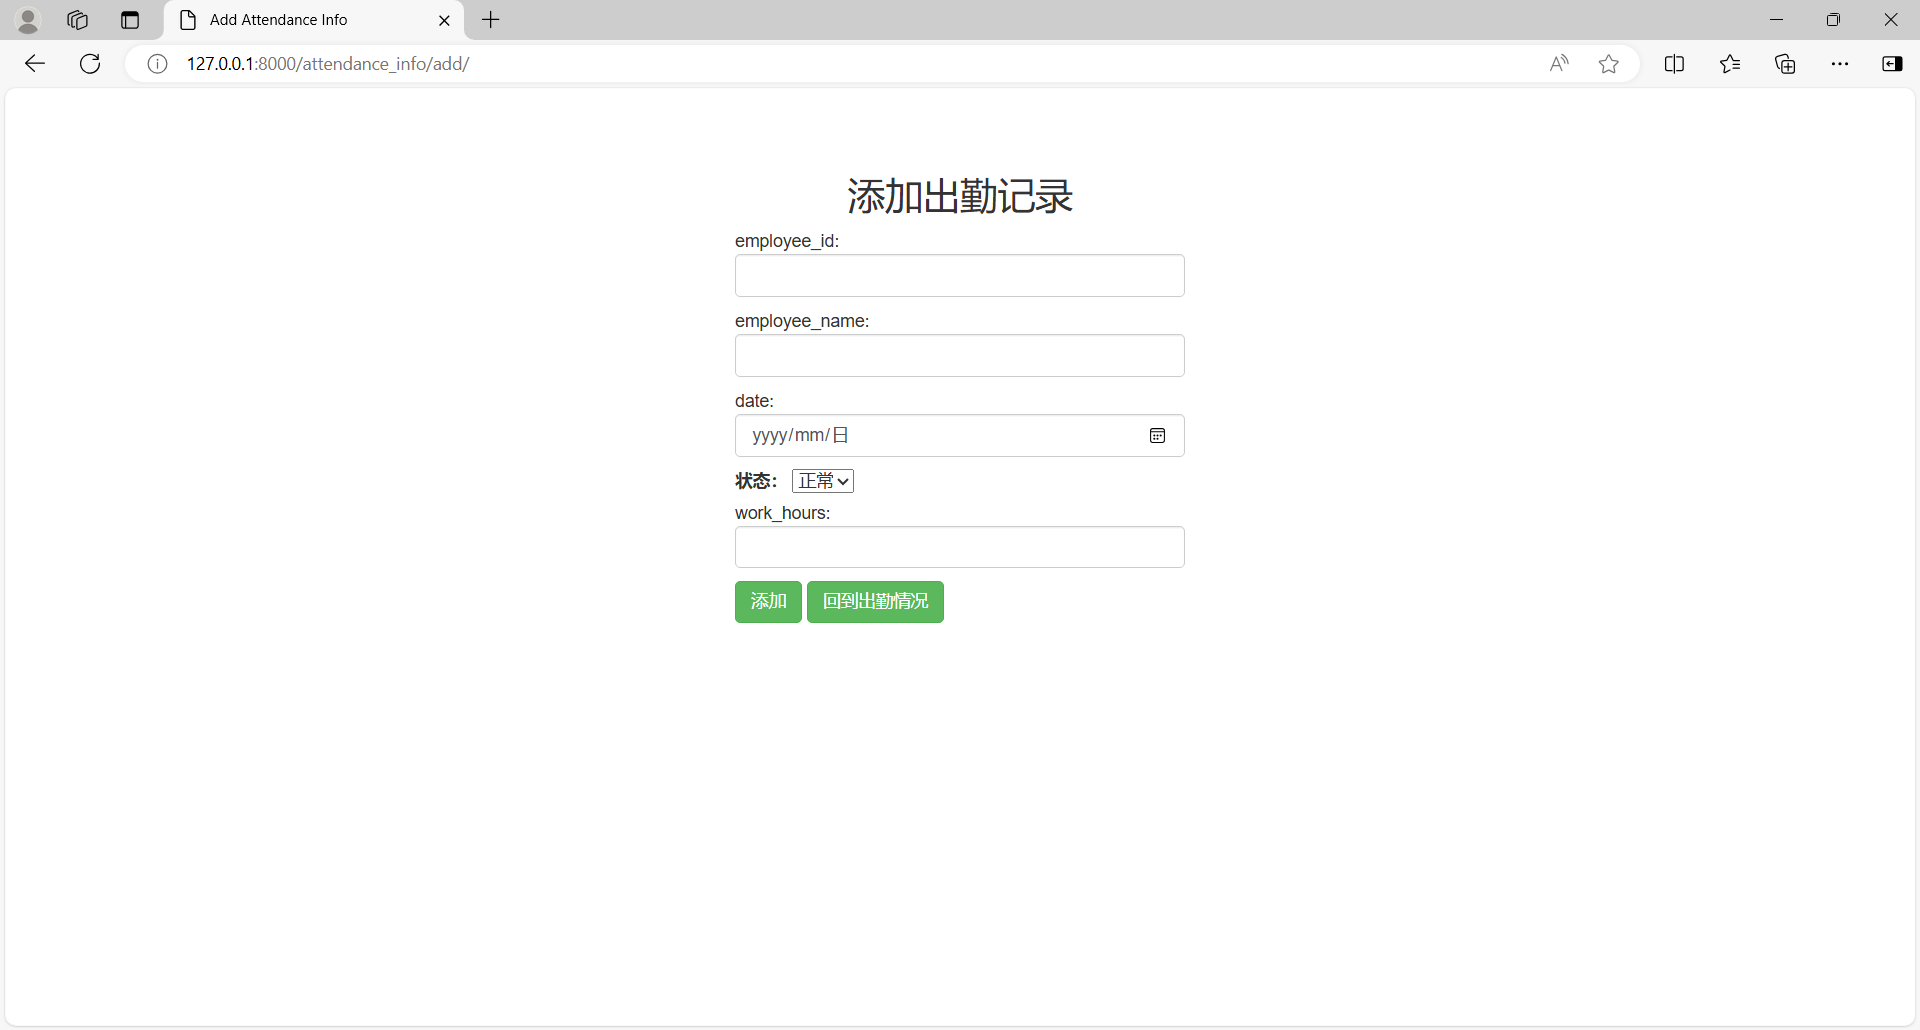 Add Attendance Info
127.0.0.1:8000/attendance_info/add/
添加出勤记录
employee_id:
employee_name:
date:
yyyy/mm/日
状态： 正常
work_hours:
添加 回到出勤情况